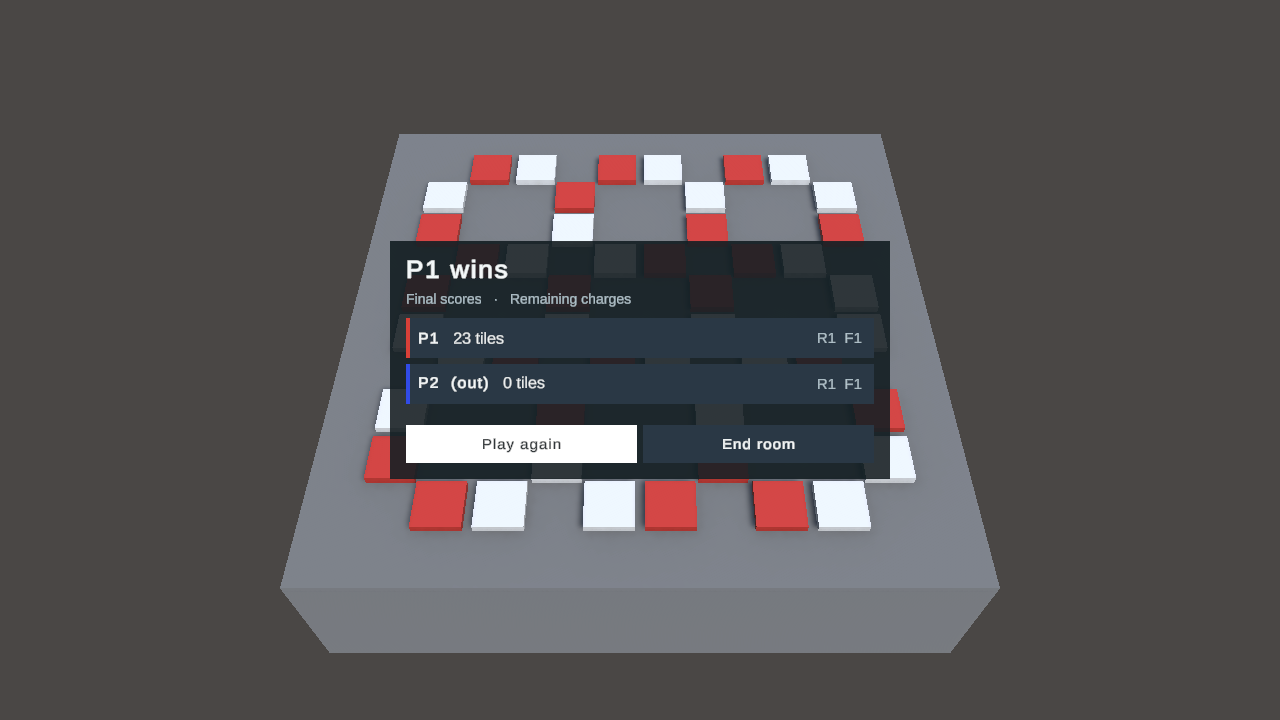 P1 wins
Final scores · Remaining charges
P1 23 tiles R1 F1
P2 (out) 0 tiles R1 F1
Play again End room